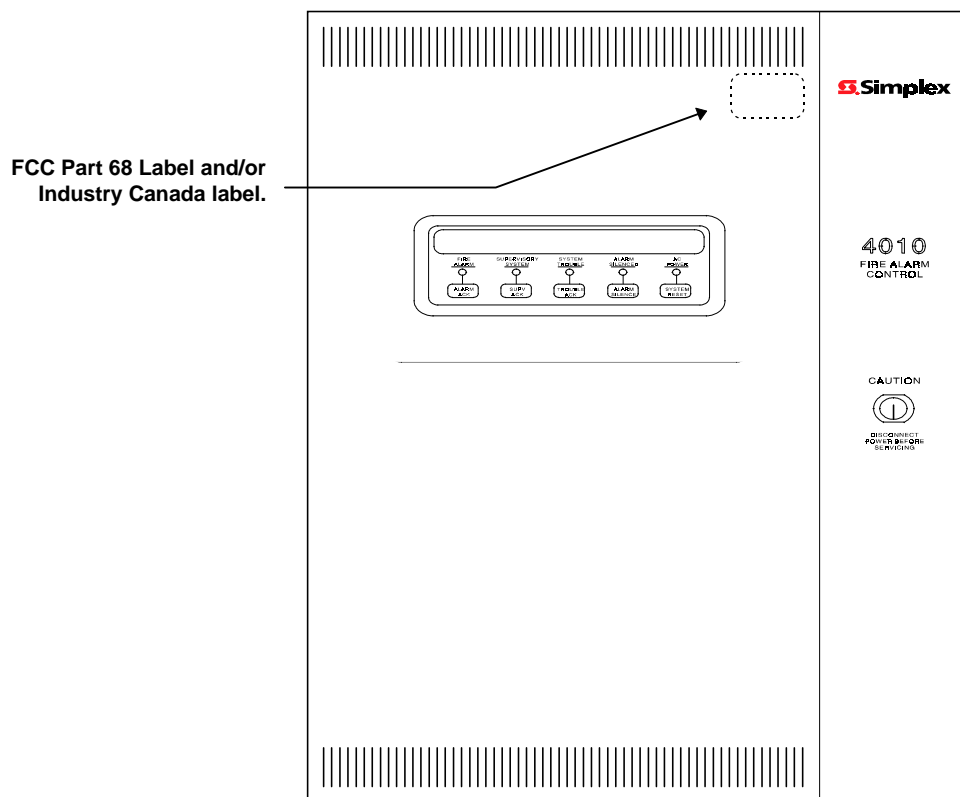 FCC Part 68 Label and/or
Industry Canada label.
Simplex
FIRE
ALARM
SUPERVISORY
SYSTEM
SYSTEM
TROUBLE
ALARM
SILENCED
AC
POWER
ALARM
ACK
SUPV
ACK
TROUBLE
ACK
ALARM
SILENCE
SYSTEM
RESET
4010
FIRE ALARM
CONTROL
CAUTION
DISCONNECT
POWER BEFORE
SERVICING